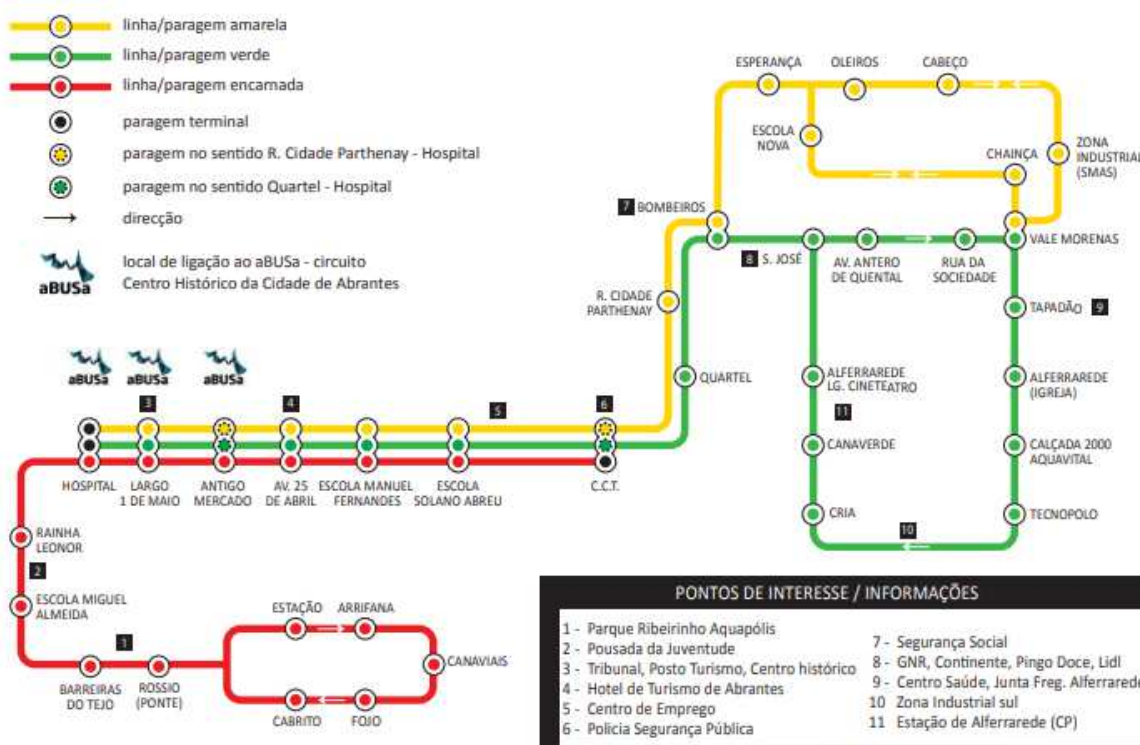 linha/paragem amarela
linha/paragem verde
linha/paragem encarnada
paragem terminal
paragem no sentido R. Cidade Parthenay - Hospital
paragem no sentido Quartel - Hospital
direcção
aBUSa
local de ligação ao aBUSa - circuito
Centro Histórico da Cidade de Abrantes
ESPERANÇA
OLEIROS
CABEÇO
ESCOLA
NOVA
CHAINÇA
ZONA
INDUSTRIAL
(SMAS)
7 BOMBEIROS
8 S. JOSÉ
AV. ANTERO
DE QUENTAL
RUA DA
SOCIEDADE
VALE MORENAS
R. CIDADE
PARTHENAY
TAPADÃO 9
QUARTEL
ALFERRAREDE
LG. CINETEATRO
ALFERRAREDE
(IGREJA)
11
CANAVERDE
CALÇADA 2000
AQUAVITAL
CRIA
TECNOPOLO
10
aBUSa
aBUSa
aBUSa
3
4
5
6
HOSPITAL
LARGO
1 DE MAIO
ANTIGO
MERCADO
AV. 25
DE ABRIL
ESCOLA MANUEL
FERNANDES
ESCOLA
SOLANO ABREU
C.C.T.
RAINHA
LEONOR
2
ESCOLA MIGUEL
ALMEIDA
1
BARREIRAS
DO TEJO
ROSSIO
(PONTE)
ESTAÇÃO
ARRIFANA
CANAVIAIS
CABRITO
FOJO
PONTOS DE INTERESSE / INFORMAÇÕES
1 - Parque Ribeirinho Aquapólis
2 - Pousada da Juventude
3 - Tribunal, Posto Turismo, Centro histórico
4 - Hotel de Turismo de Abrantes
5 - Centro de Emprego
6 - Policia Segurança Pública
7 - Segurança Social
8 - GNR, Continente, Pingo Doce, Lidl
9 - Centro Saúde, Junta Freg. Alferrarede
10 Zona Industrial sul
11 Estação de Alferrarede (CP)